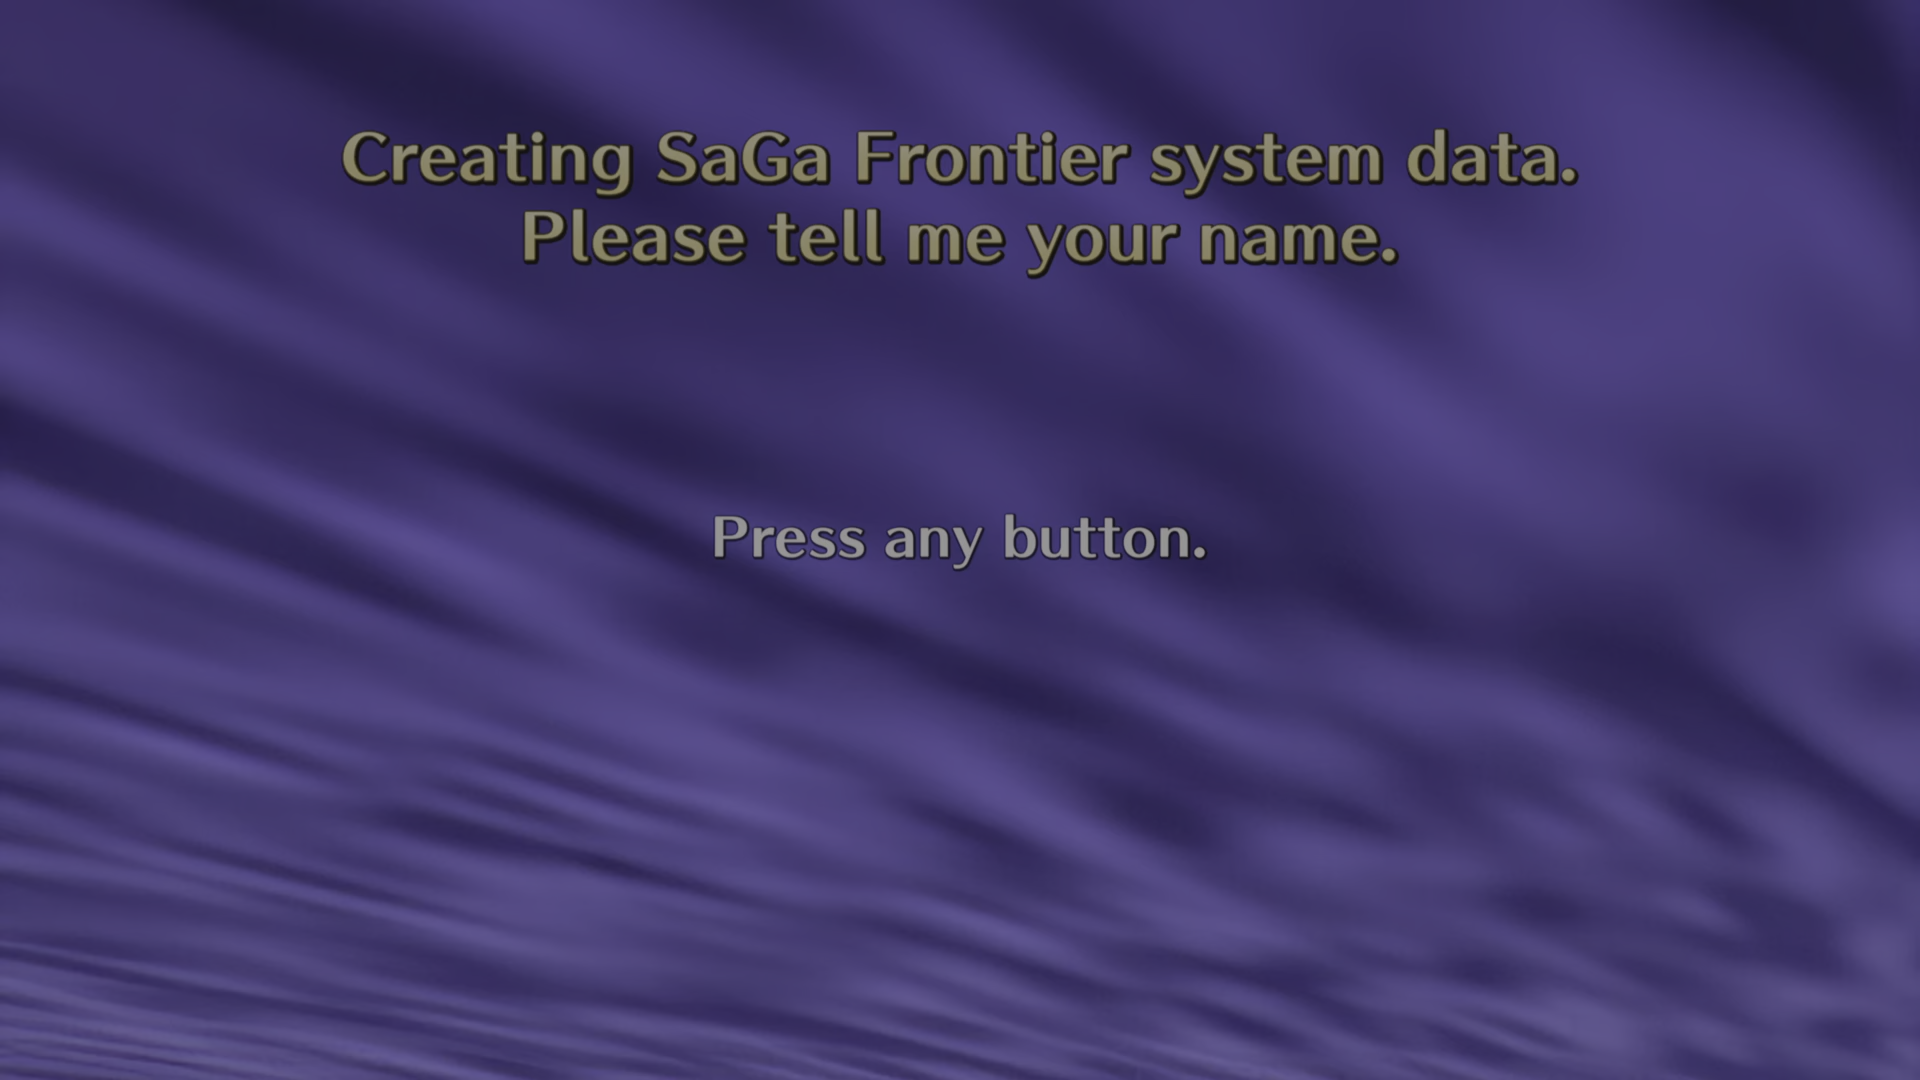 Creating SaGa Frontier system data.
Please tell me your name.
Press any button.